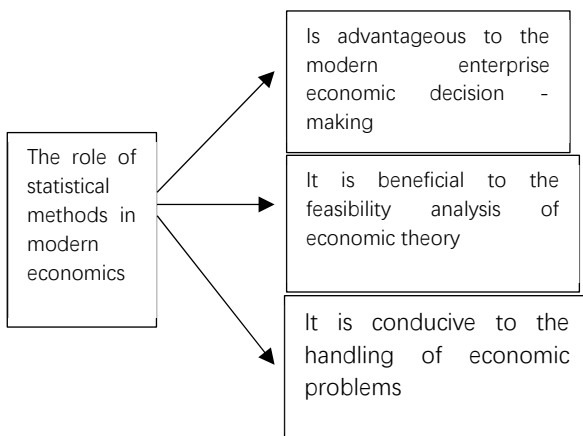 The role of
statistical
methods in
modern
economics
Is advantageous to the
modern enterprise
economic decision -
making
It is beneficial to the
feasibility analysis of
economic theory
It is conducive to the
handling of economic
problems